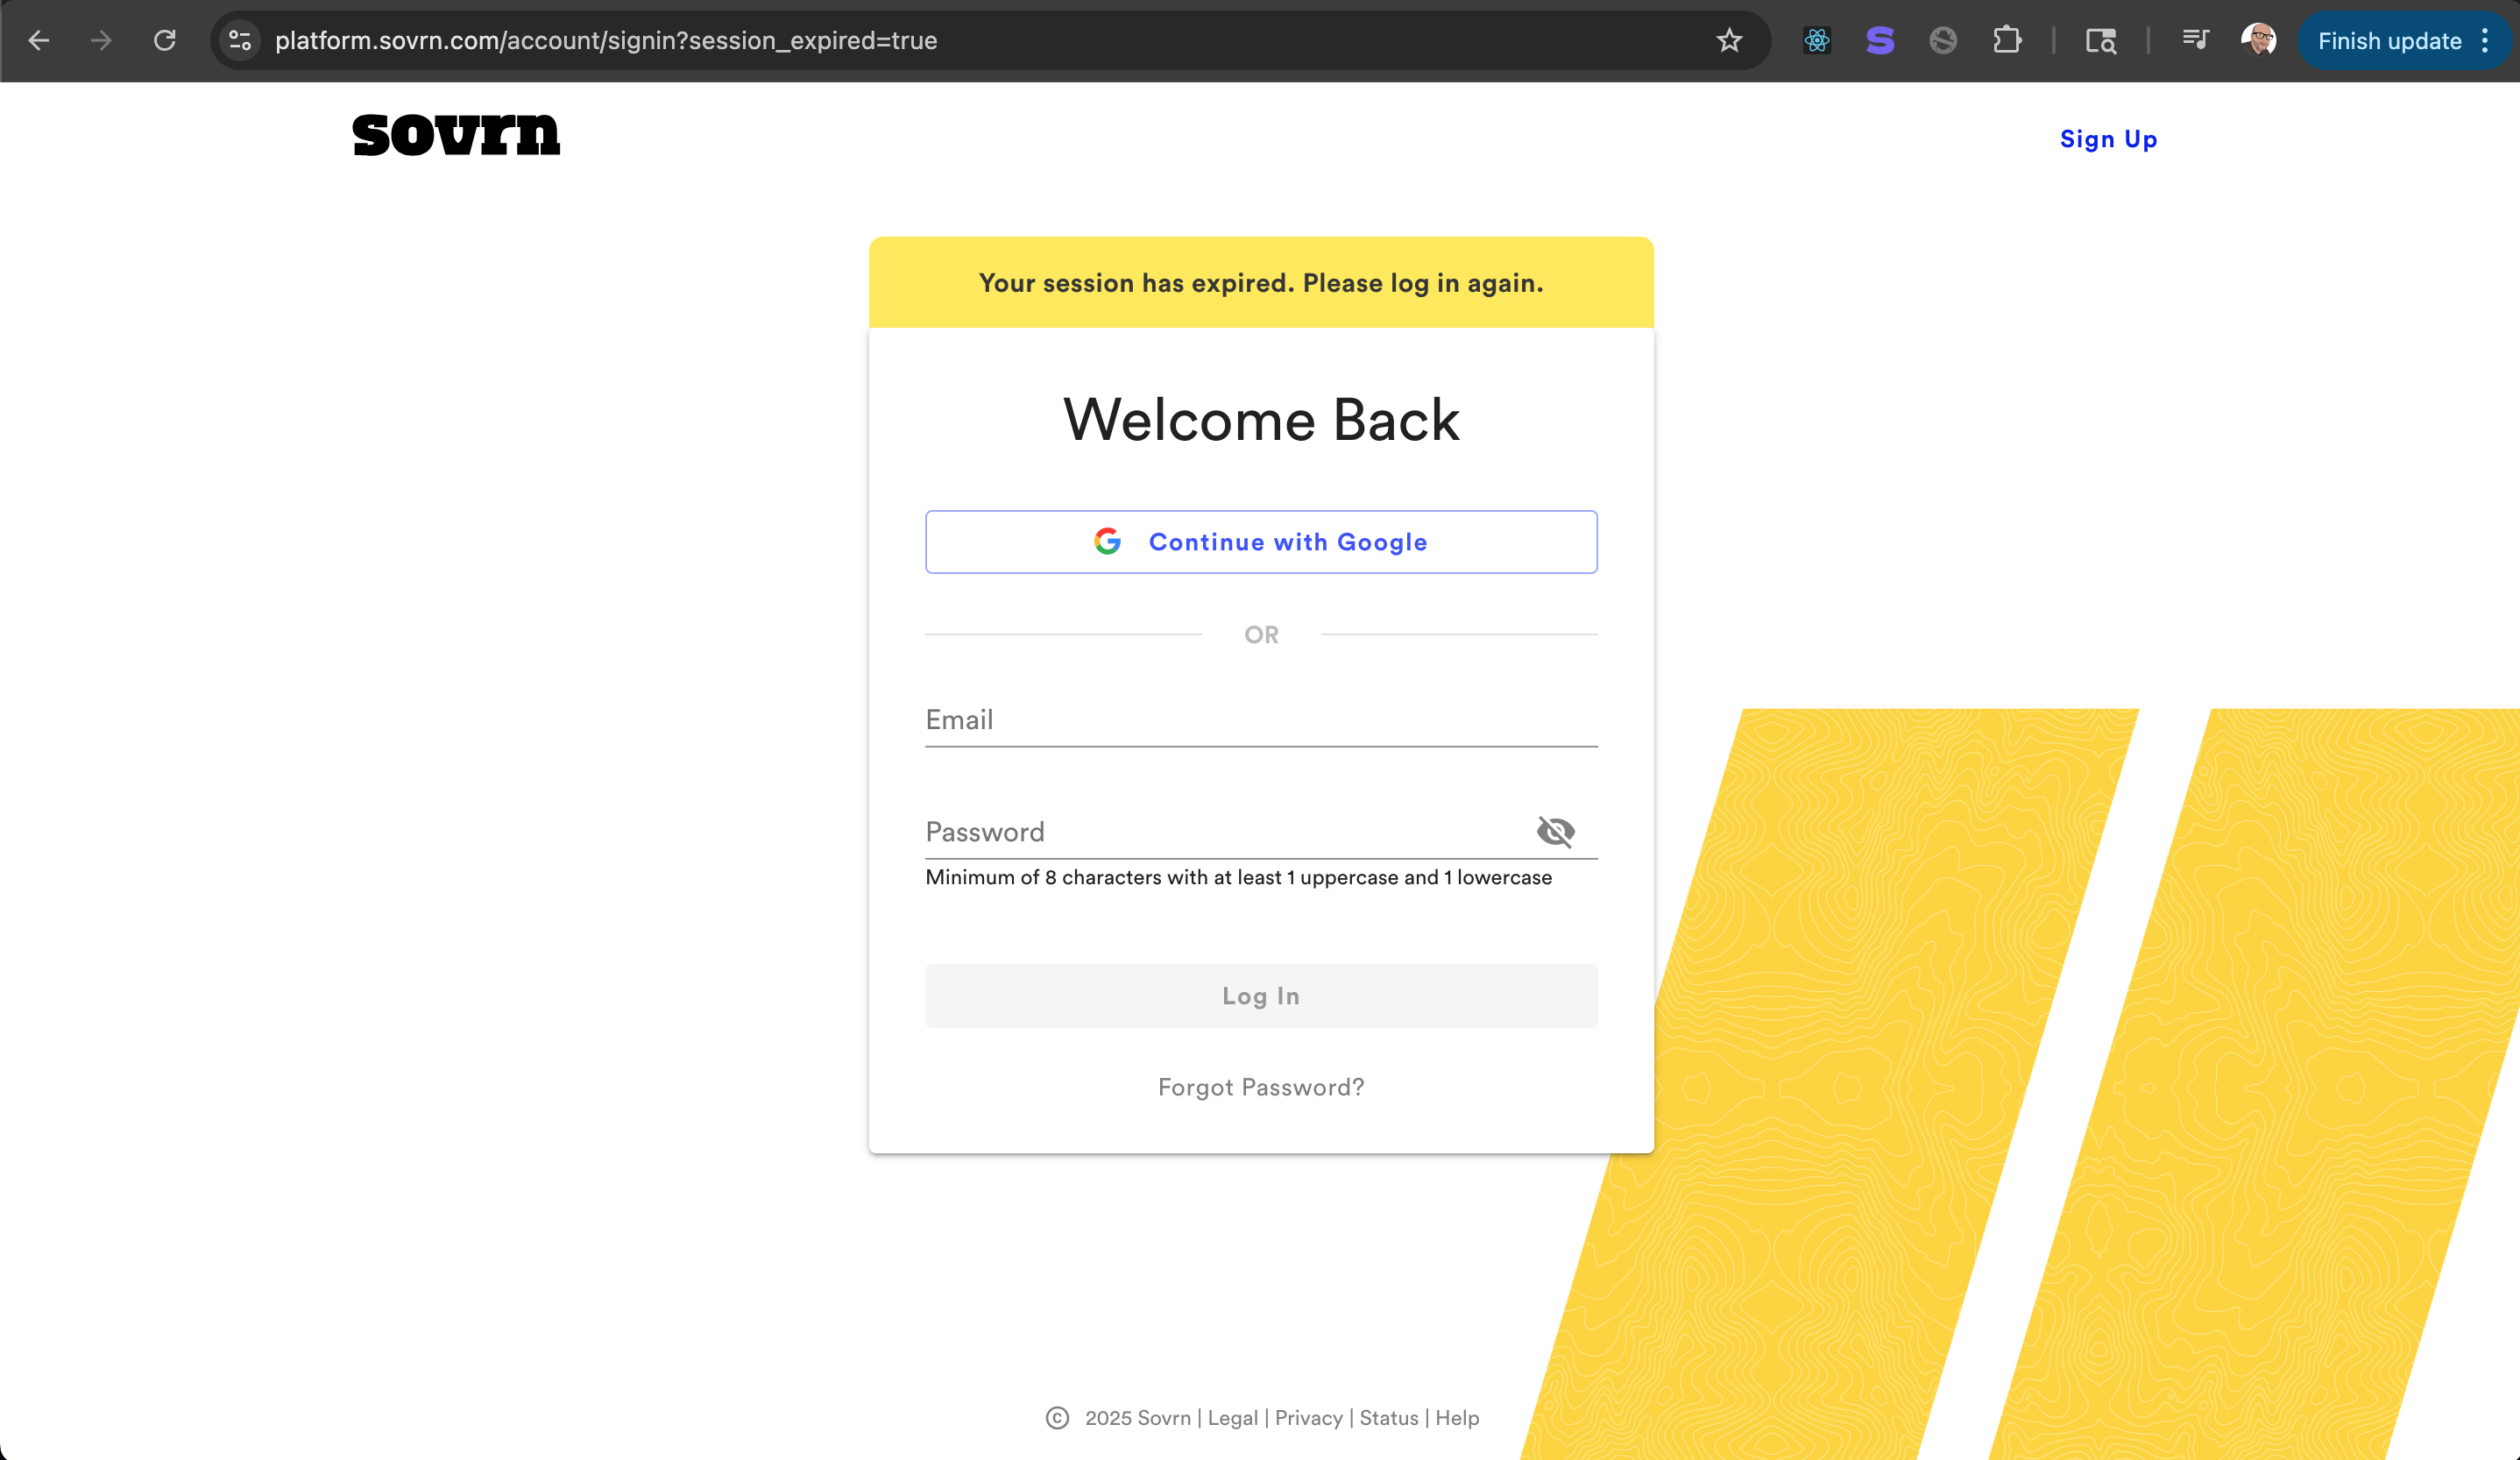 platform.sovrn.com/account/signin?session_expired=true
Finish update
sovrn
Sign Up
Your session has expired. Please log in again.
Welcome Back
Continue with Google
OR
Email
Password
Minimum of 8 characters with at least 1 uppercase and 1 lowercase
Log In
Forgot Password?
© 2025 Sovrn | Legal | Privacy | Status | Help